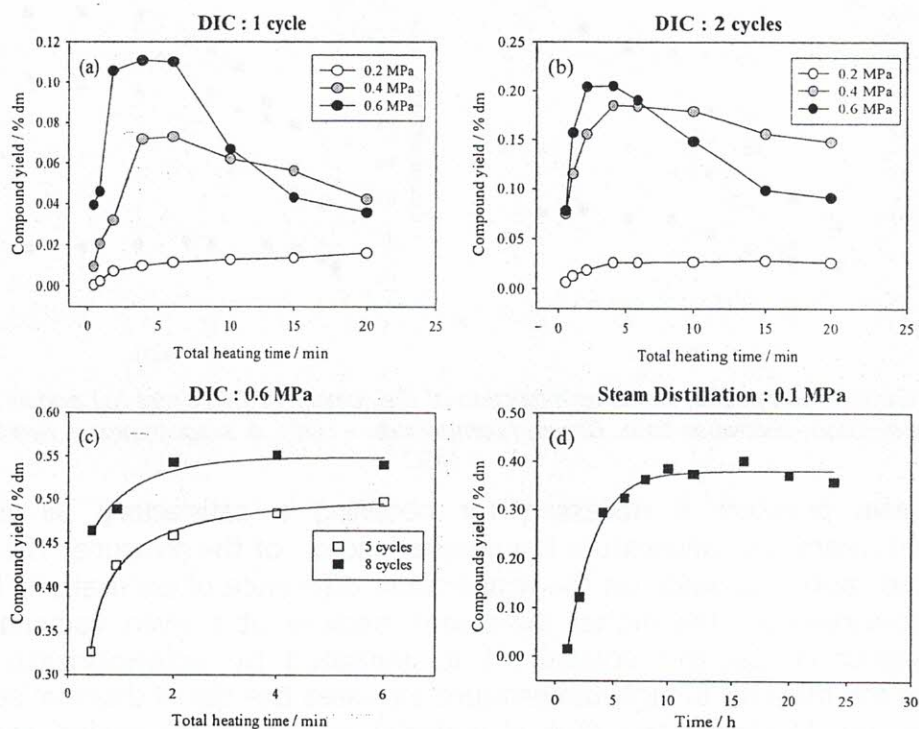 DIC : 1 cycle
(a)
0.2 MPa
0.4 MPa
0.6 MPa
Compound yield / % dm
0.12
0.10
0.08
0.06
0.04
0.02
0.00
0 5 10 15 20 25
Total heating time / min
DIC : 2 cycles
(b)
0.2 MPa
0.4 MPa
0.6 MPa
Compound yield / % dm
0.25
0.20
0.15
0.10
0.05
0.00
0 5 10 15 20 25
Total heating time / min
DIC : 0.6 MPa
(c)
5 cycles
8 cycles
Compound yield / % dm
0.60
0.55
0.50
0.45
0.40
0.35
0.30
0 2 4 6
Total heating time / min
Steam Distillation : 0.1 MPa
(d)
Compounds yield / % dm
0.50
0.40
0.30
0.20
0.10
0.00
0 5 10 15 20 25 30
Time / h